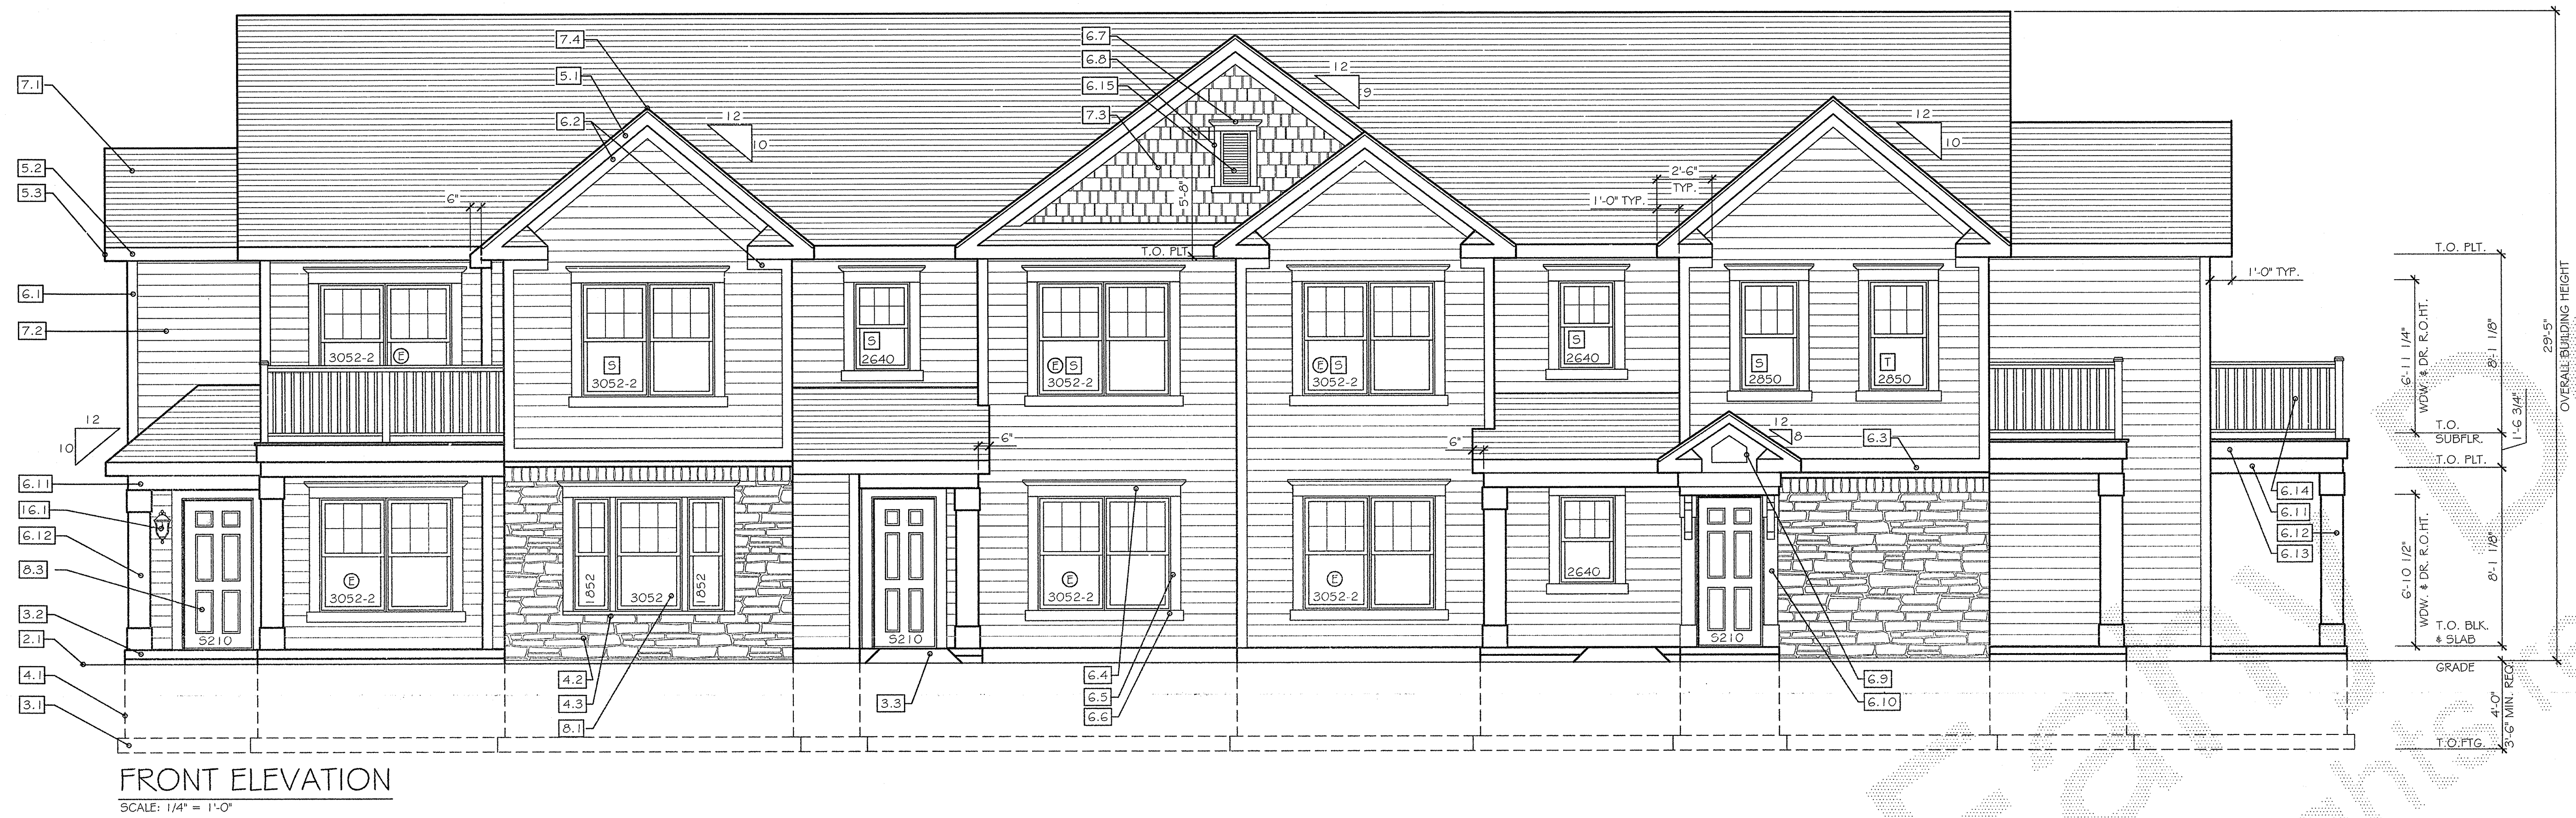 7.4
5.1
6.2
6.7
6.8
6.15
7.3
12
9
12
10
12
10
7.1
5.2
5.3
6.1
7.2
6"
5'-8"
T.O. PLT.
2'-6"
TYP.
1'-0" TYP.
T.O. PLT.
1'-0" TYP.
3052-2 E
S
3052-2
S
2640
E S
3052-2
E S
3052-2
S
2640
S
2850
T
2850
12
10
6"
6"
12
8
6.3
6.11
16.1
6.12
8.3
3.2
2.1
4.1
3.1
S210
E
3052-2
1852
3052
1852
S210
E
3052-2
E
3052-2
2640
S210
4.2
4.3
8.1
3.3
6.4
6.5
6.6
6.9
6.10
6.14
6.11
6.12
6.13
T.O.
SUBFLR.
T.O. PLT.
T.O. BLK.
& SLAB
GRADE
T.O.FTG.
6'-11 1/4"
WDW. & DR. R.O.HT.
8'-1 1/8"
1'-6 3/4"
6'-10 1/2"
WDW. & DR. R.O.HT.
8'-1 1/8"
4'-0"
3'-6" MIN. REQ.
29'-5"
OVERALL BUILDING HEIGHT
FRONT ELEVATION
SCALE: 1/4" = 1'-0"